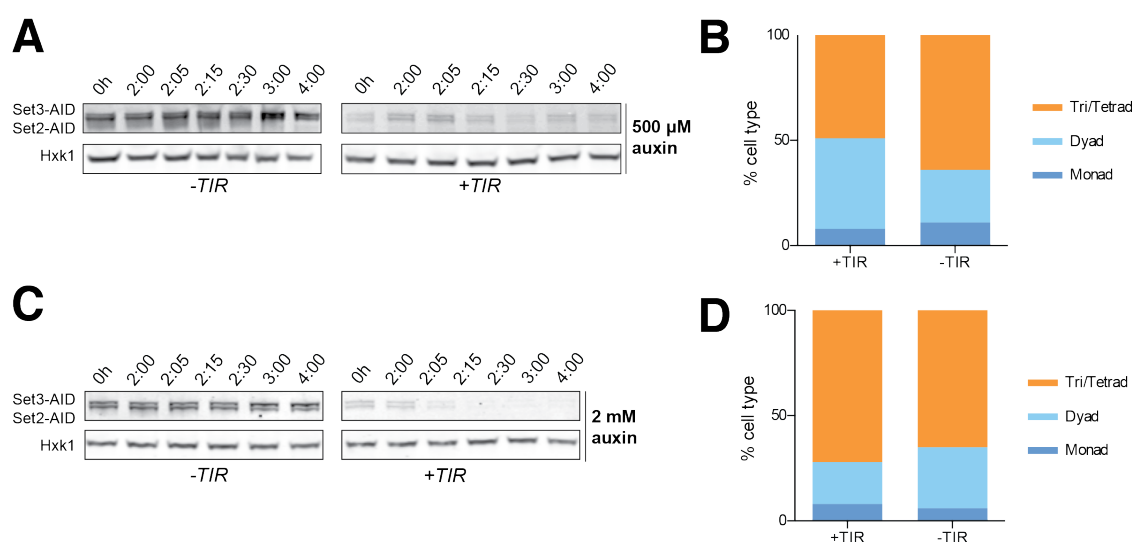 A
0h 2:00 2:05 2:15 2:30 3:00 4:00
0h 2:00 2:05 2:15 2:30 3:00 4:00
Set3-AID
Set2-AID
Hxk1
500 µM
auxin
-TIR
+TIR
B
% cell type
100
50
0
+TIR
-TIR
Tri/Tetrad
Dyad
Monad
C
0h 2:00 2:05 2:15 2:30 3:00 4:00
0h 2:00 2:05 2:15 2:30 3:00 4:00
Set3-AID
Set2-AID
Hxk1
2 mM
auxin
-TIR
+TIR
D
% cell type
100
50
0
+TIR
-TIR
Tri/Tetrad
Dyad
Monad